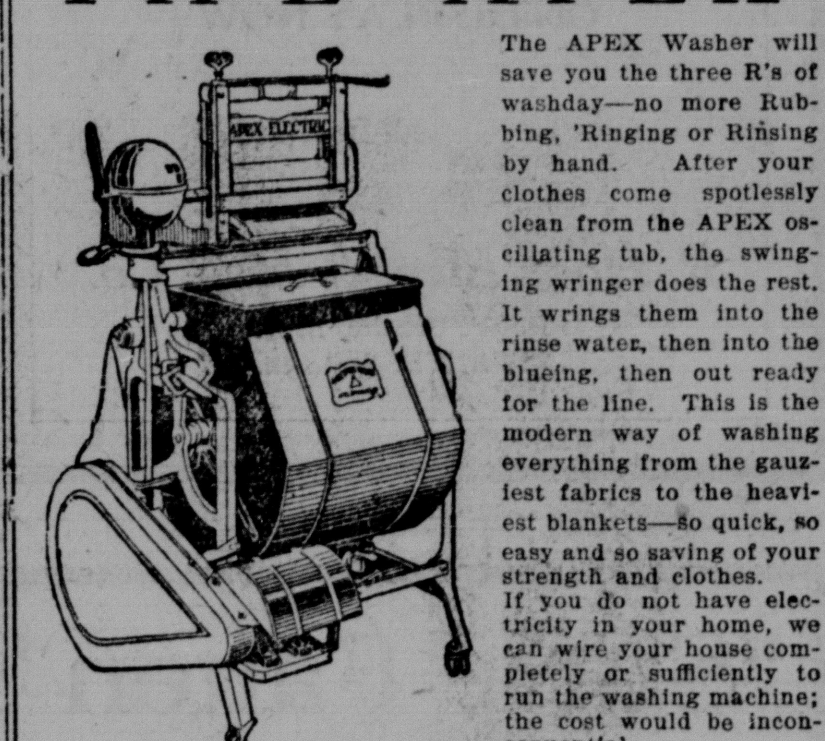 APEX ELECTRIC
The APEX Washer will
save you the three R's of
washday—no more Rub-
bing, 'Ringing or Rinsing
by hand. After your
clothes come spotlessly
clean from the APEX os-
cillating tub, the swing-
ing wringer does the rest.
It wrings them into the
rinse water, then into the
blueing, then out ready
for the line. This is the
modern way of washing
everything from the gauz-
iest fabrics to the heavi-
est blankets—so quick, so
easy and so saving of your
strength and clothes.
If you do not have elec-
tricity in your home, we
can wire your house com-
pletely or sufficiently to
run the washing machine;
the cost would be incon-